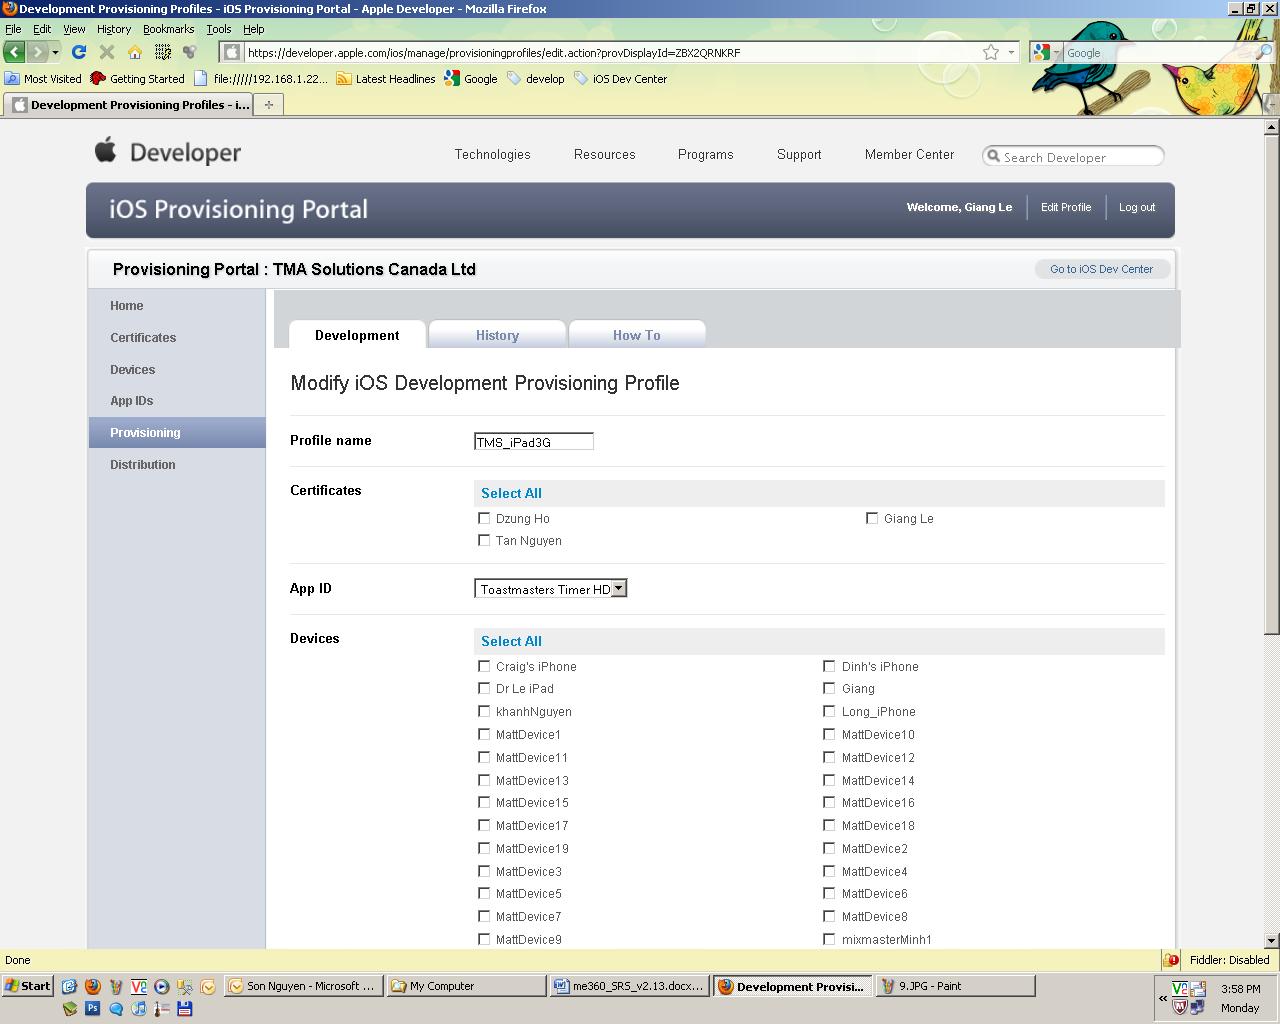 Development Provisioning Profiles - iOS Provisioning Portal - Apple Developer - Mozilla Firefox
File Edit View History Bookmarks Tools Help
https://developer.apple.com/ios/manage/provisioningprofiles/edit.action?provDisplayId=ZBX2QRNKRF
Google
Most Visited Getting Started file://///192.168.1.22... Latest Headlines Google develop iOS Dev Center
Development Provisioning Profiles - i...
Developer
Technologies Resources Programs Support Member Center Search Developer
iOS Provisioning Portal
Welcome, Giang Le Edit Profile Log out
Provisioning Portal : TMA Solutions Canada Ltd
Go to iOS Dev Center
Home
Certificates
Devices
App IDs
Provisioning
Distribution
Development History How To
Modify iOS Development Provisioning Profile
Profile name TMS_iPad3G
Certificates Select All
Dzung Ho Giang Le
Tan Nguyen
App ID Toastmasters Timer HD
Devices Select All
Craig's iPhone Dinh's iPhone
Dr Le iPad Giang
khanhNguyen Long_iPhone
MattDevice1 MattDevice10
MattDevice11 MattDevice12
MattDevice13 MattDevice14
MattDevice15 MattDevice16
MattDevice17 MattDevice18
MattDevice19 MattDevice2
MattDevice3 MattDevice4
MattDevice5 MattDevice6
MattDevice7 MattDevice8
MattDevice9 mixmasterMinh1
Done Fiddler: Disabled
Start Son Nguyen - Microsoft ... My Computer me360_SRS_v2.13.docx... Development Provisi... 9.JPG - Paint
3:58 PM
Monday